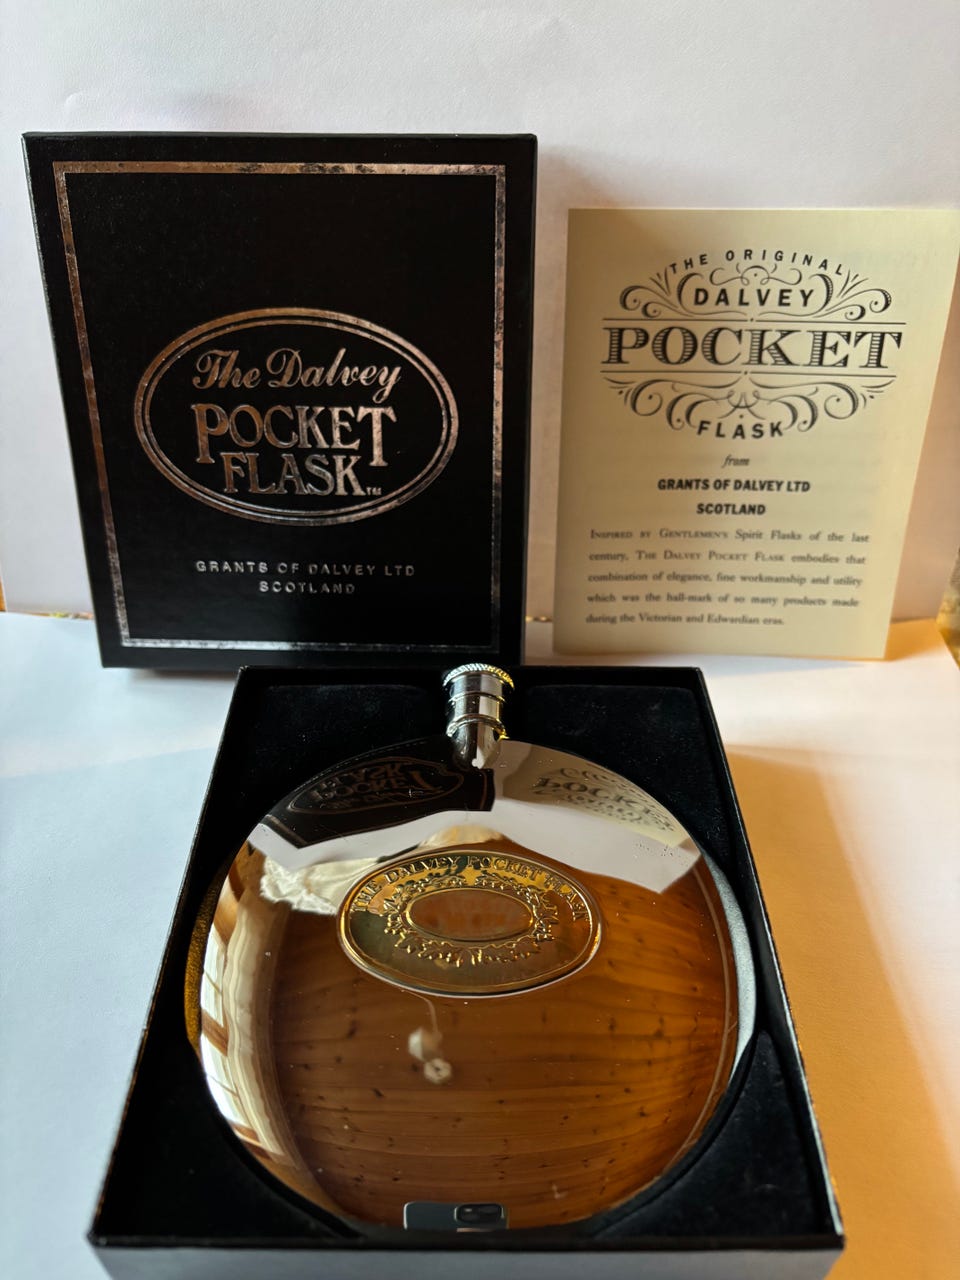 The Dalvey
POCKET
FLASK™
GRANTS OF DALVEY LTD
SCOTLAND
THE ORIGINAL
DALVEY
POCKET
FLASK
from
GRANTS OF DALVEY LTD
SCOTLAND
INSPIRED BY GENTLEMEN'S Spirit Flasks of the last
century, THE DALVEY POCKET FLASK embodies that
combination of elegance, fine workmanship and utility
which was the hall-mark of so many products made
during the Victorian and Edwardian eras.
THE DALVEY POCKET FLASK